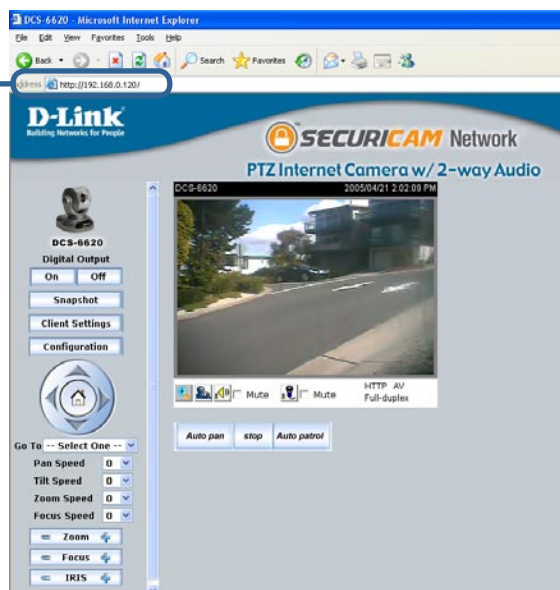 DCS-6620 - Microsoft Internet Explorer
File Edit View Favorites Tools Help
Back Search Favorites
Address http://192.168.0.120/
D-Link
Building Networks for People
SECURICAM Network
PTZ Internet Camera w/ 2-way Audio
DCS-6620 2005/04/21 2:02:09 PM
DCS-6620
Digital Output
On Off
Snapshot
Client Settings
Configuration
Mute Mute HTTP AV
Full-duplex
Auto pan stop Auto patrol
Go To -- Select One --
Pan Speed 0
Tilt Speed 0
Zoom Speed 0
Focus Speed 0
Zoom
Focus
IRIS